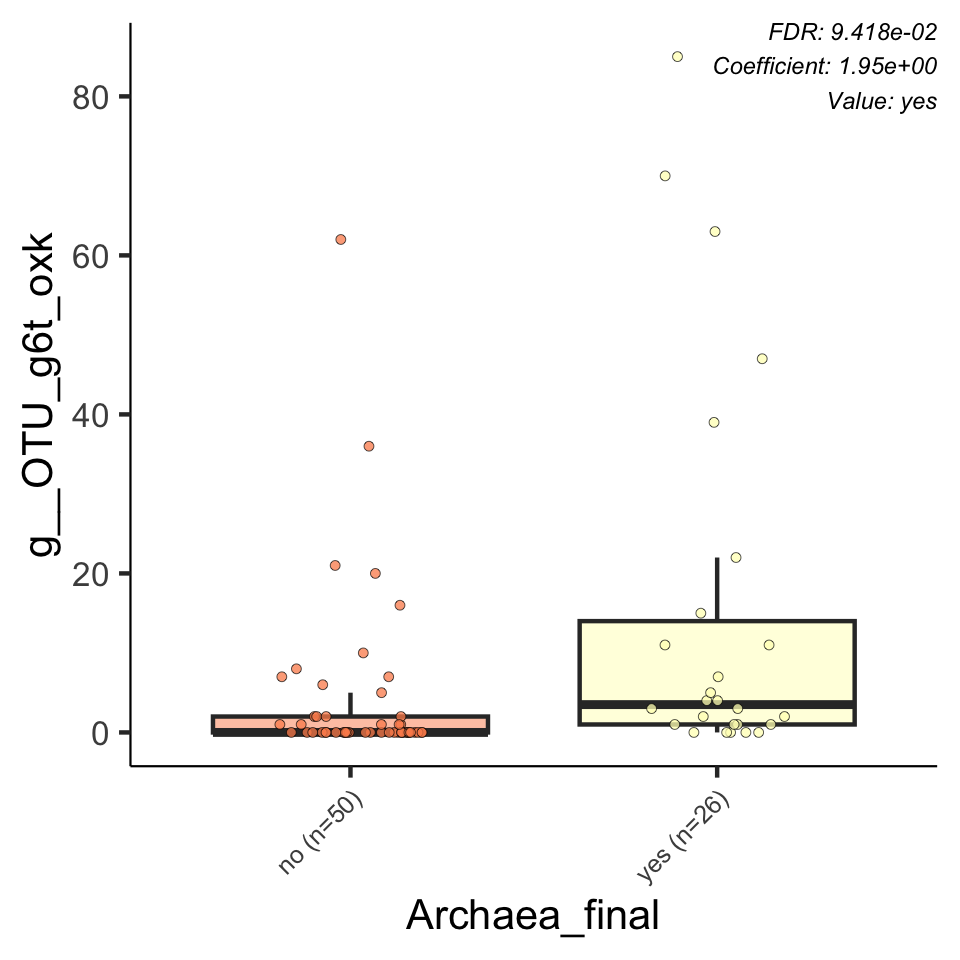 FDR: 9.418e-02
Coefficient: 1.95e+00
Value: yes
80
60
40
20
0
g__OTU_g6t_oxk
no (n=50)
yes (n=26)
Archaea_final